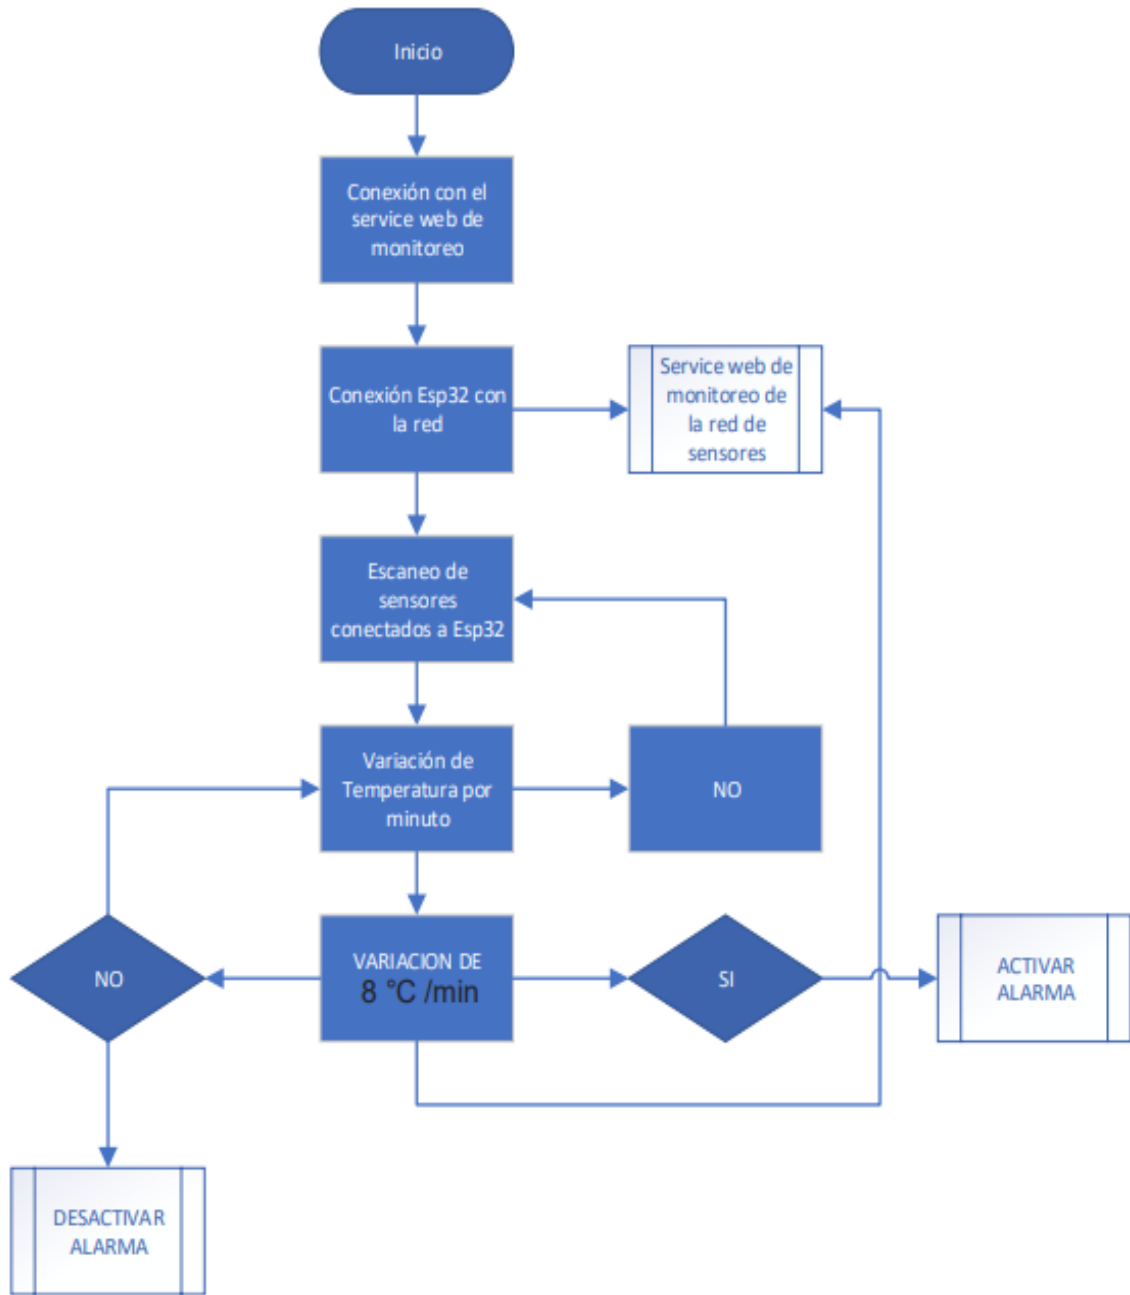 Inicio
Conexión con el
service web de
monitoreo
Conexión Esp32 con
la red
Service web de
monitoreo de
la red de
sensores
Escaneo de
sensores
conectados a Esp32
Variación de
Temperatura por
minuto
NO
NO
VARIACION DE
8 °C /min
SI
ACTIVAR
ALARMA
DESACTIVAR
ALARMA